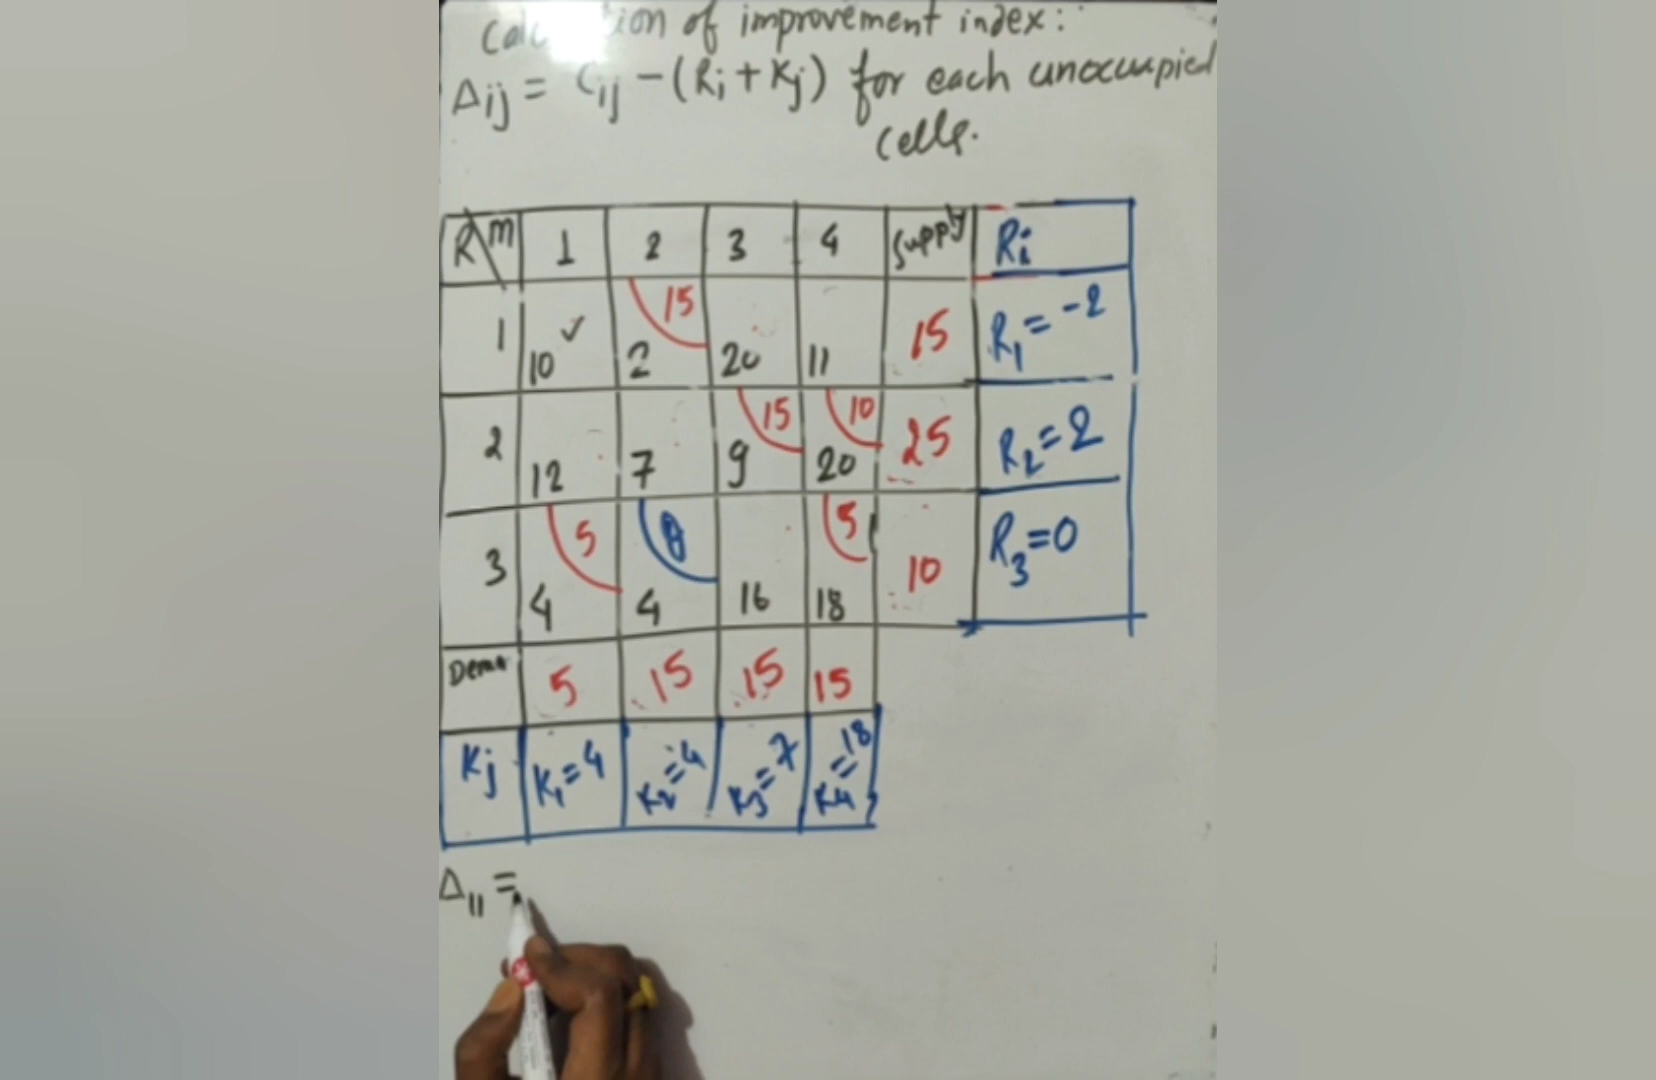 of improvement index:
Δij = Cij - (Ri + Kj) for each unoccupied
cells.
R\m 1 2 3 4 Supply Ri
15
1 10 ✓ 2 20 11 15 R1 = -2
15 10
2 12 7 9 20 25 R2 = 2
5 θ 5
3 4 4 16 18 10 R3 = 0
5 15 15 15
Kj K1 = 4 K2 = 4 K3 = 7 K4 = 18
Δ11 =